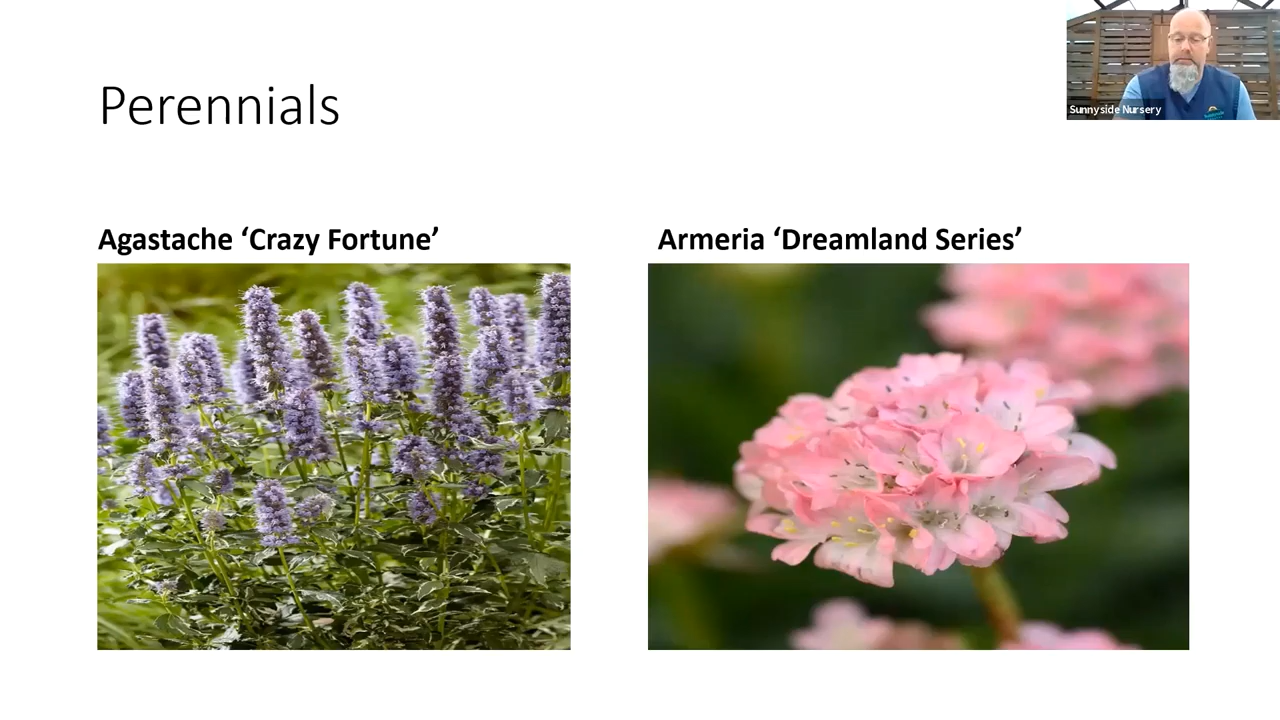 Perennials
Sunnyside Nursery
Agastache ‘Crazy Fortune’
Armeria ‘Dreamland Series’